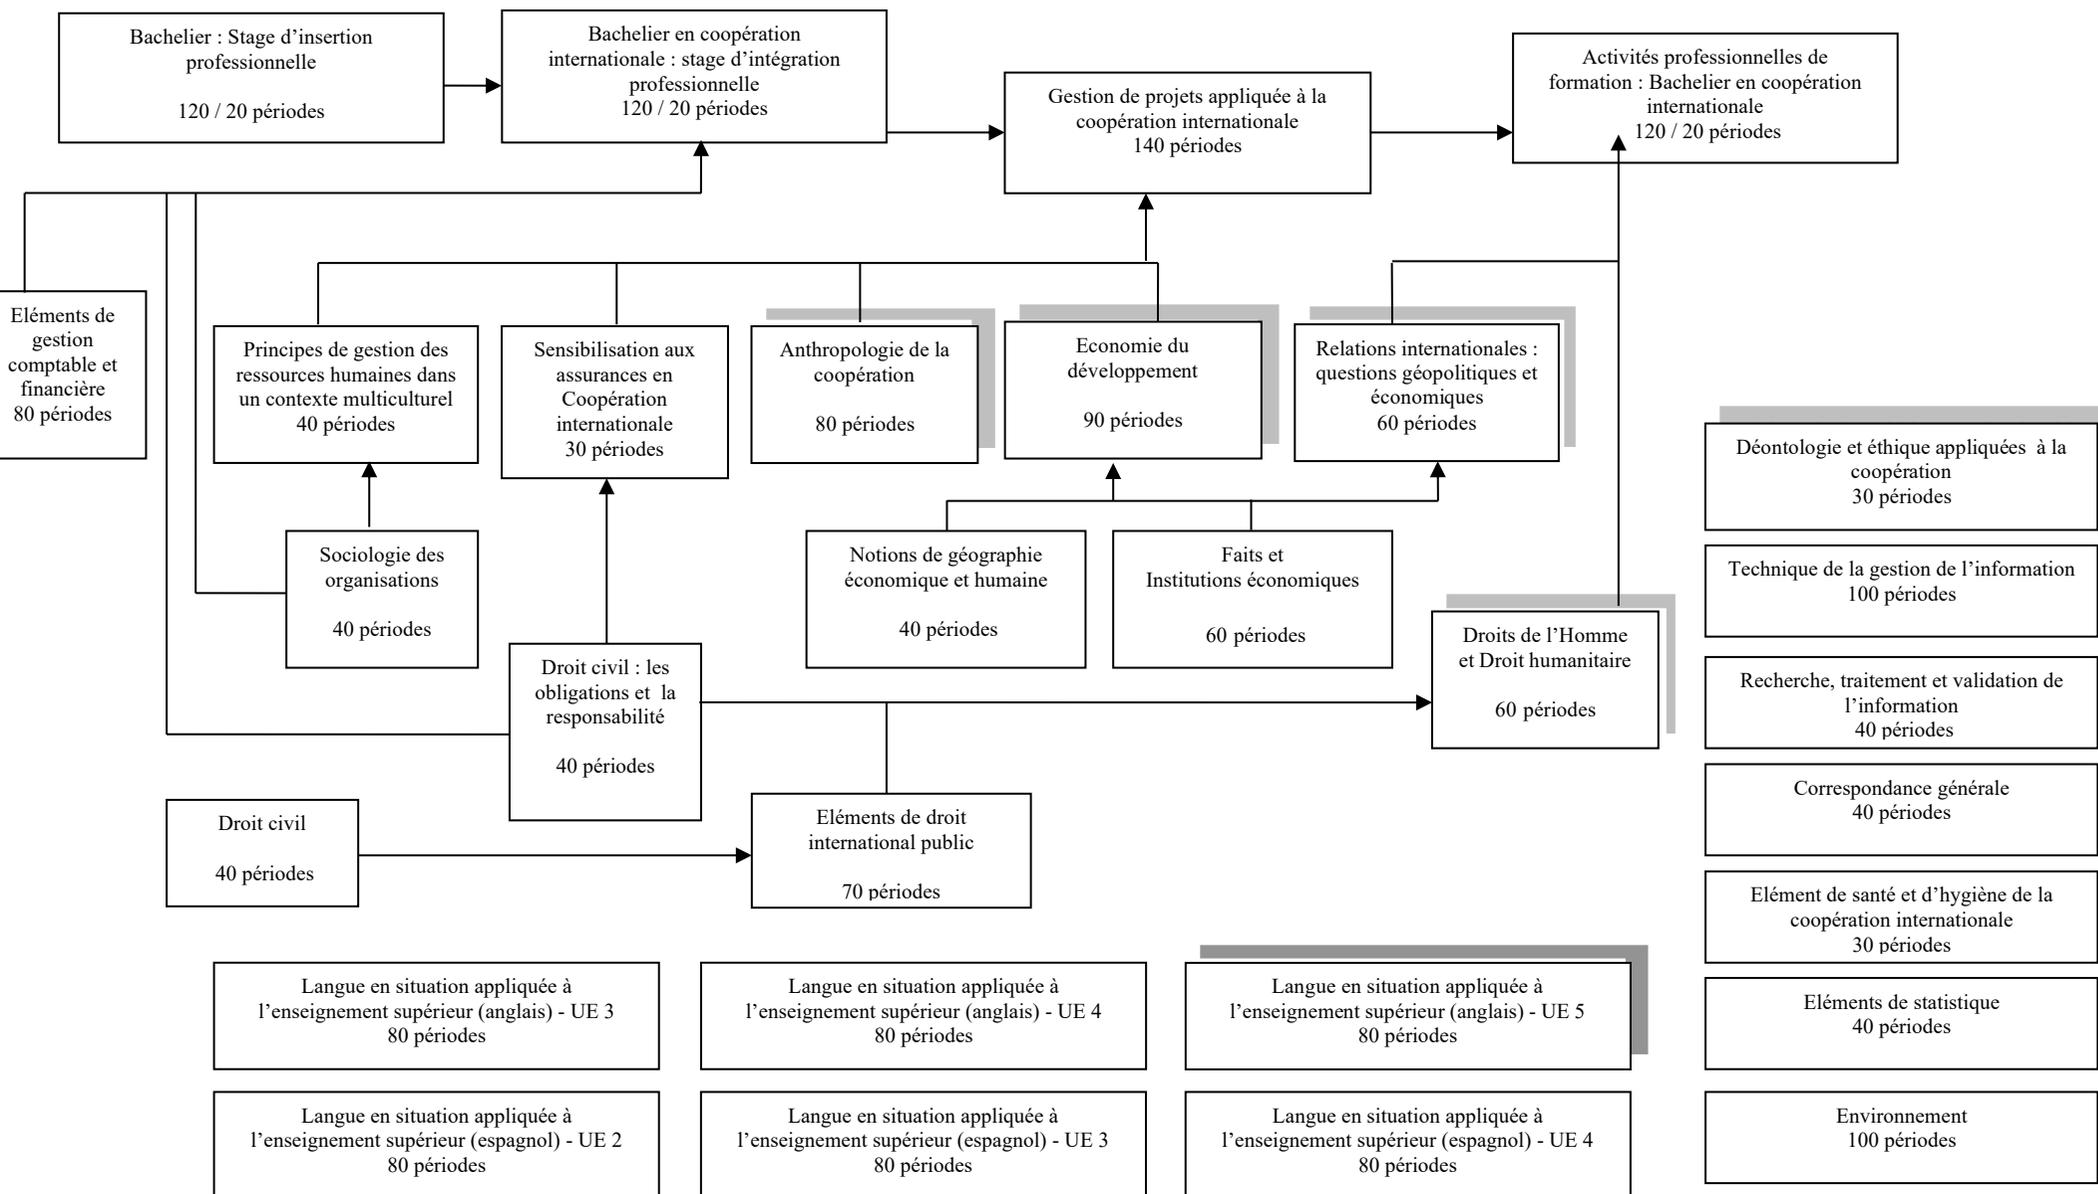 Bachelier : Stage d’insertion
professionnelle
120 / 20 périodes
Bachelier en coopération
internationale : stage d’intégration
professionnelle
120 / 20 périodes
Gestion de projets appliquée à la
coopération internationale
140 périodes
Activités professionnelles de
formation : Bachelier en coopération
internationale
120 / 20 périodes
Eléments de
gestion
comptable et
financière
80 périodes
Principes de gestion des
ressources humaines dans
un contexte multiculturel
40 périodes
Sensibilisation aux
assurances en
Coopération
internationale
30 périodes
Anthropologie de la
coopération
80 périodes
Economie du
développement
90 périodes
Relations internationales :
questions géopolitiques et
économiques
60 périodes
Déontologie et éthique appliquées à la
coopération
30 périodes
Technique de la gestion de l’information
100 périodes
Recherche, traitement et validation de
l’information
40 périodes
Correspondance générale
40 périodes
Elément de santé et d’hygiène de la
coopération internationale
30 périodes
Eléments de statistique
40 périodes
Environnement
100 périodes
Sociologie des
organisations
40 périodes
Droit civil : les
obligations et la
responsabilité
40 périodes
Notions de géographie
économique et humaine
40 périodes
Faits et
Institutions économiques
60 périodes
Droits de l’Homme
et Droit humanitaire
60 périodes
Droit civil
40 périodes
Eléments de droit
international public
70 périodes
Langue en situation appliquée à
l’enseignement supérieur (anglais) - UE 3
80 périodes
Langue en situation appliquée à
l’enseignement supérieur (anglais) - UE 4
80 périodes
Langue en situation appliquée à
l’enseignement supérieur (anglais) - UE 5
80 périodes
Langue en situation appliquée à
l’enseignement supérieur (espagnol) - UE 2
80 périodes
Langue en situation appliquée à
l’enseignement supérieur (espagnol) - UE 3
80 périodes
Langue en situation appliquée à
l’enseignement supérieur (espagnol) - UE 4
80 périodes